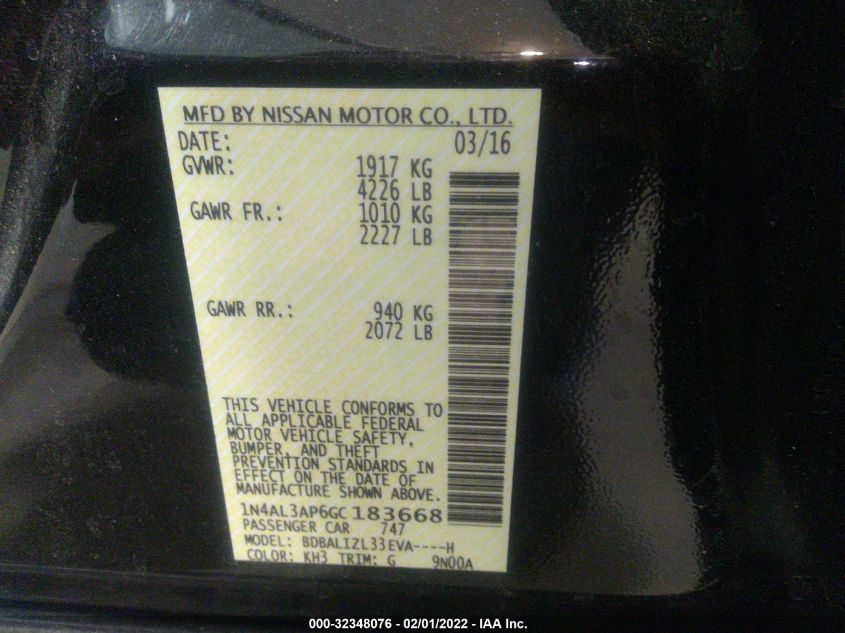 MFD BY NISSAN MOTOR CO., LTD.
DATE: 03/16
GVWR: 1917 KG
4226 LB
GAWR FR.: 1010 KG
2227 LB
GAWR RR.: 940 KG
2072 LB
THIS VEHICLE CONFORMS TO
ALL APPLICABLE FEDERAL
MOTOR VEHICLE SAFETY,
BUMPER, AND THEFT
PREVENTION STANDARDS IN
EFFECT ON THE DATE OF
MANUFACTURE SHOWN ABOVE.
1N4AL3AP6GC183668
PASSENGER CAR 747
MODEL: BDBALIZL33EVA----H
COLOR: KH3 TRIM: G 9N00A
000-32348076 - 02/01/2022 - IAA Inc.